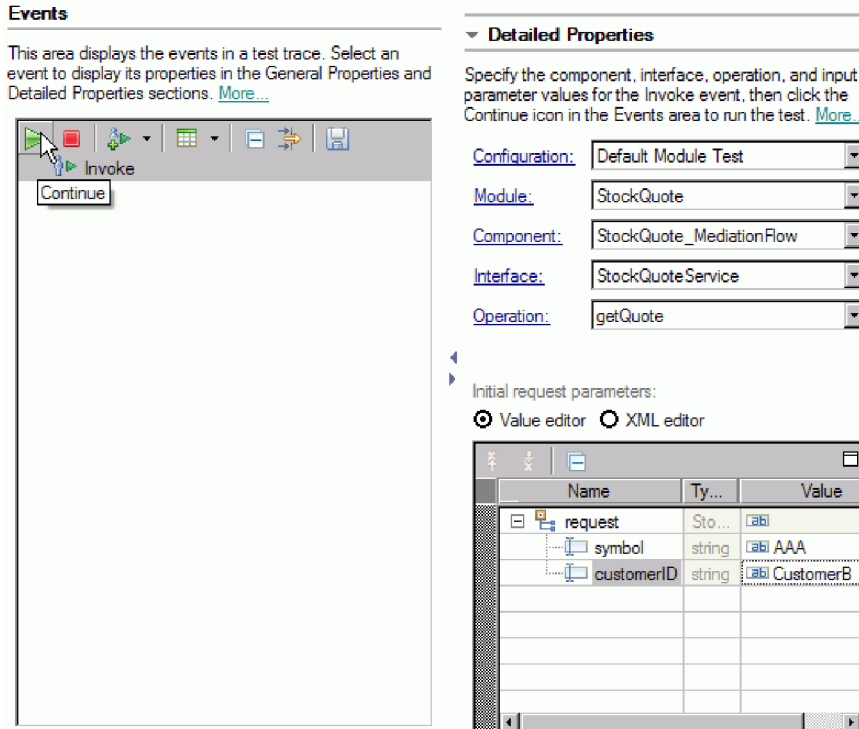 Events
This area displays the events in a test trace. Select an
event to display its properties in the General Properties and
Detailed Properties sections. More...
Invoke
Continue
Detailed Properties
Specify the component, interface, operation, and input
parameter values for the Invoke event, then click the
Continue icon in the Events area to run the test. More...
Configuration: Default Module Test
Module: StockQuote
Component: StockQuote_MediationFlow
Interface: StockQuoteService
Operation: getQuote
Initial request parameters:
Value editor XML editor
Name Ty... Value
request Sto... ab
symbol string ab AAA
customerID string ab CustomerB